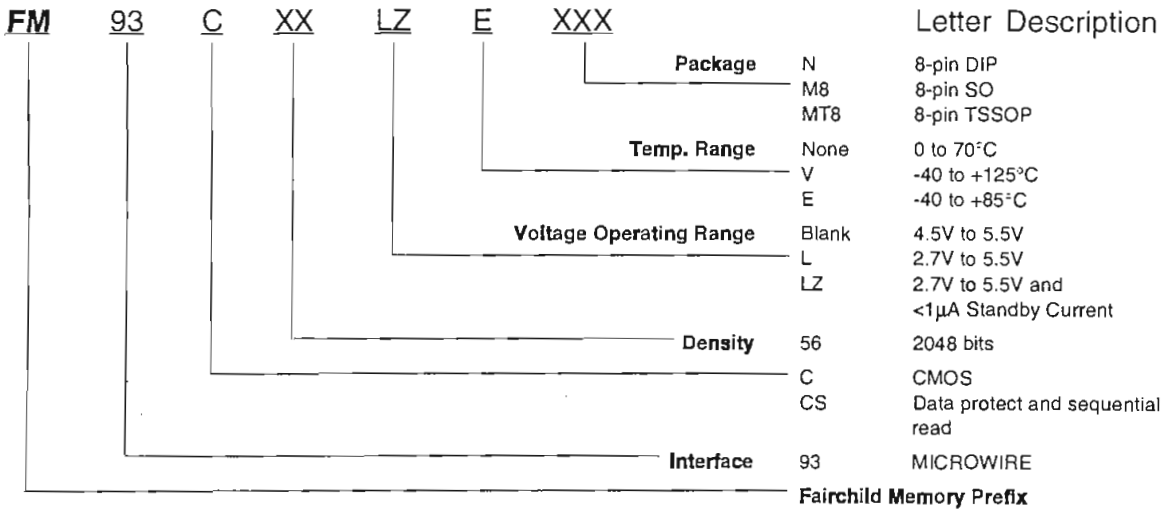 FM 93 C XX LZ E XXX Letter Description
Package N 8-pin DIP
M8 8-pin SO
MT8 8-pin TSSOP
Temp. Range None 0 to 70°C
V -40 to +125°C
E -40 to +85°C
Voltage Operating Range Blank 4.5V to 5.5V
L 2.7V to 5.5V
LZ 2.7V to 5.5V and
<1µA Standby Current
Density 56 2048 bits
C CMOS
CS Data protect and sequential
read
Interface 93 MICROWIRE
Fairchild Memory Prefix